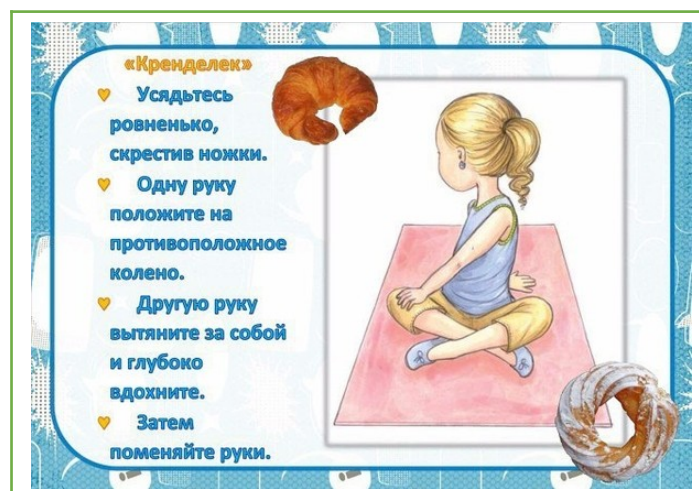 «Кренделек»
Усядьтесь
ровненько,
скрестив ножки.
Одну руку
положите на
противоположное
колено.
Другую руку
вытяните за собой
и глубоко
вдохните.
Затем
поменяйте руки.